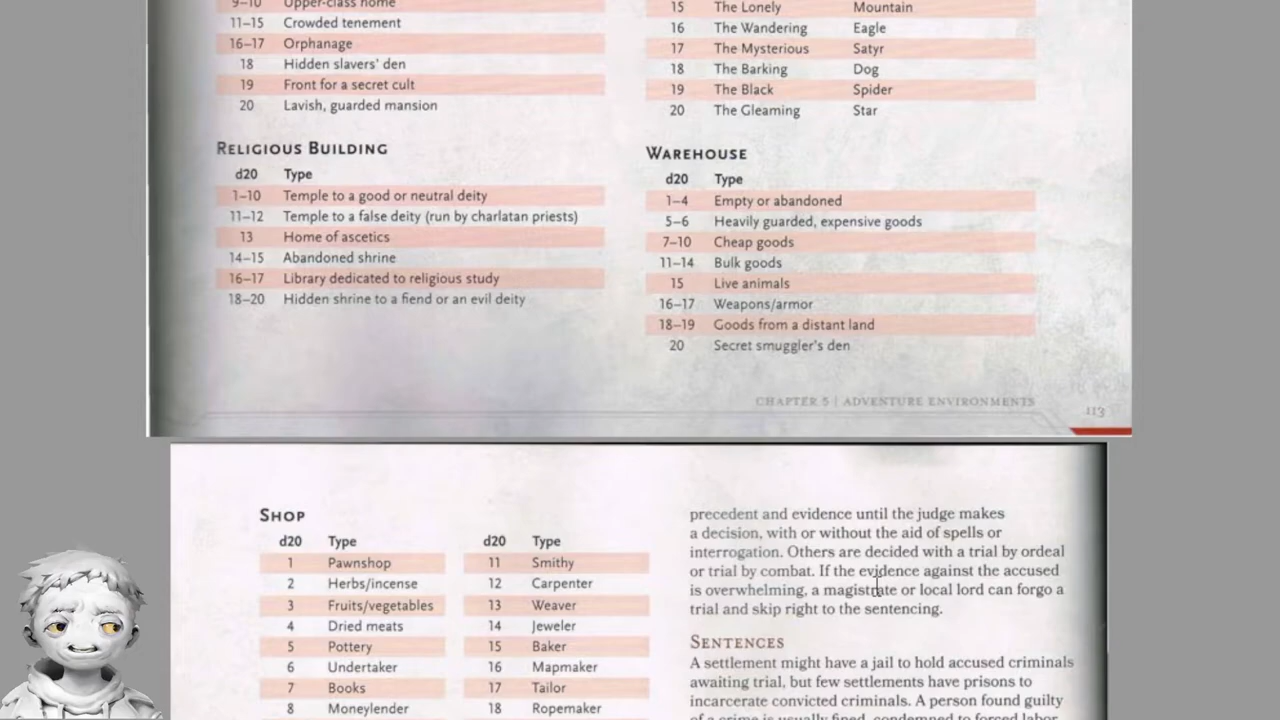 9–10 Upper-class home
11–15 Crowded tenement
16–17 Orphanage
18 Hidden slavers' den
19 Front for a secret cult
20 Lavish, guarded mansion
RELIGIOUS BUILDING
d20 Type
1–10 Temple to a good or neutral deity
11–12 Temple to a false deity (run by charlatan priests)
13 Home of ascetics
14–15 Abandoned shrine
16–17 Library dedicated to religious study
18–20 Hidden shrine to a fiend or an evil deity
15 The Lonely Mountain
16 The Wandering Eagle
17 The Mysterious Satyr
18 The Barking Dog
19 The Black Spider
20 The Gleaming Star
WAREHOUSE
d20 Type
1–4 Empty or abandoned
5–6 Heavily guarded, expensive goods
7–10 Cheap goods
11–14 Bulk goods
15 Live animals
16–17 Weapons/armor
18–19 Goods from a distant land
20 Secret smuggler's den
CHAPTER 5 | ADVENTURE ENVIRONMENTS
113
SHOP
d20 Type d20 Type
1 Pawnshop 11 Smithy
2 Herbs/incense 12 Carpenter
3 Fruits/vegetables 13 Weaver
4 Dried meats 14 Jeweler
5 Pottery 15 Baker
6 Undertaker 16 Mapmaker
7 Books 17 Tailor
8 Moneylender 18 Ropemaker
precedent and evidence until the judge makes
a decision, with or without the aid of spells or
interrogation. Others are decided with a trial by ordeal
or trial by combat. If the evidence against the accused
is overwhelming, a magistrate or local lord can forgo a
trial and skip right to the sentencing.
SENTENCES
A settlement might have a jail to hold accused criminals
awaiting trial, but few settlements have prisons to
incarcerate convicted criminals. A person found guilty
of a crime is usually fined, condemned to forced labor